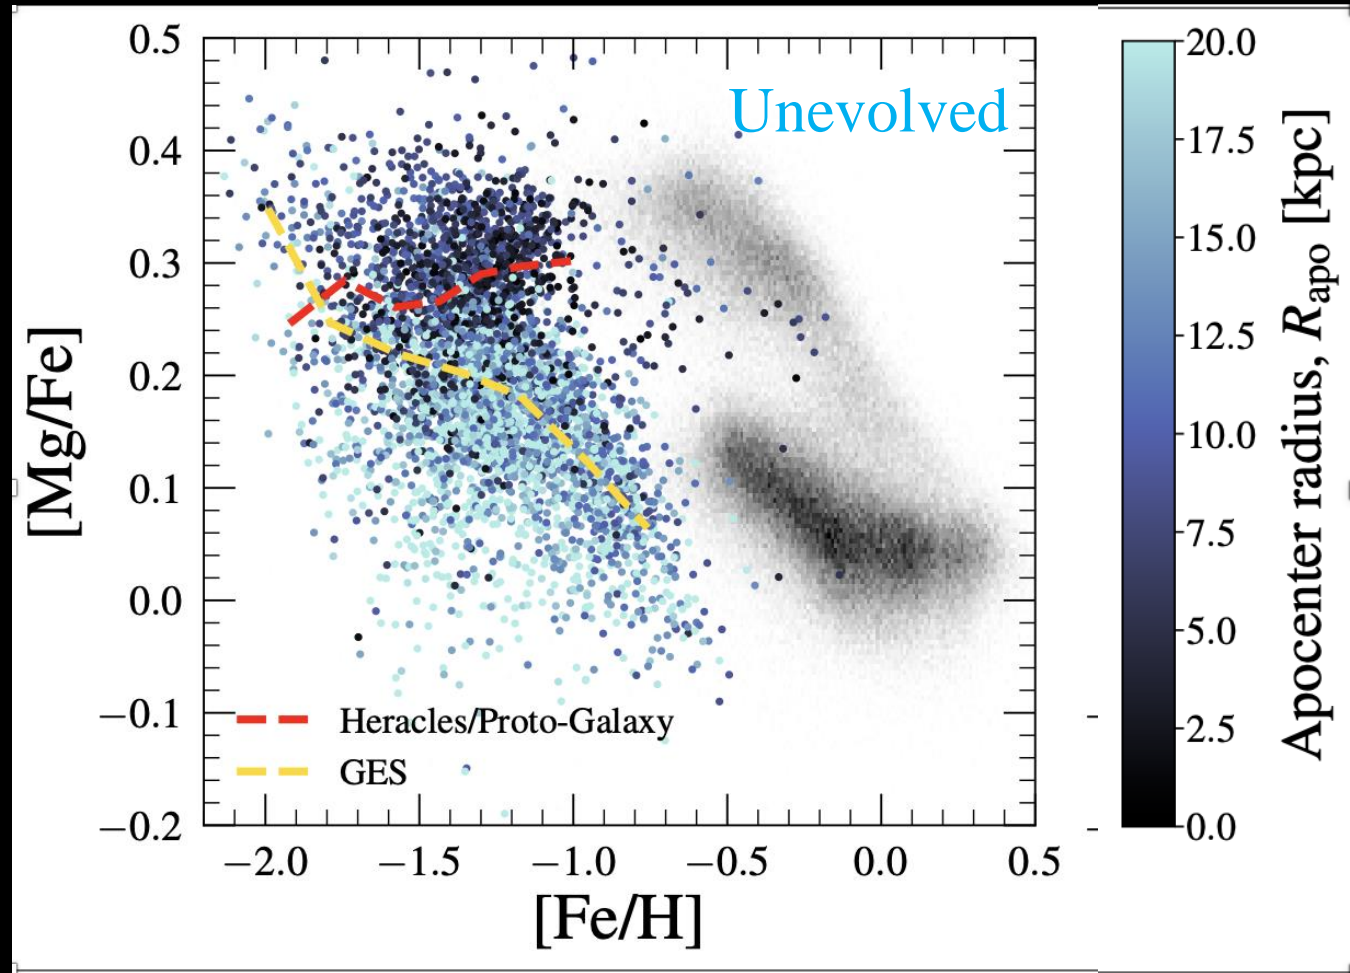 Unevolved
0.5
0.4
0.3
0.2
0.1
0.0
−0.1
−0.2
[Mg/Fe]
Heracles/Proto-Galaxy
GES
−2.0 −1.5 −1.0 −0.5 0.0 0.5
[Fe/H]
20.0
17.5
15.0
12.5
10.0
7.5
5.0
2.5
0.0
Apocenter radius, Rapo [kpc]